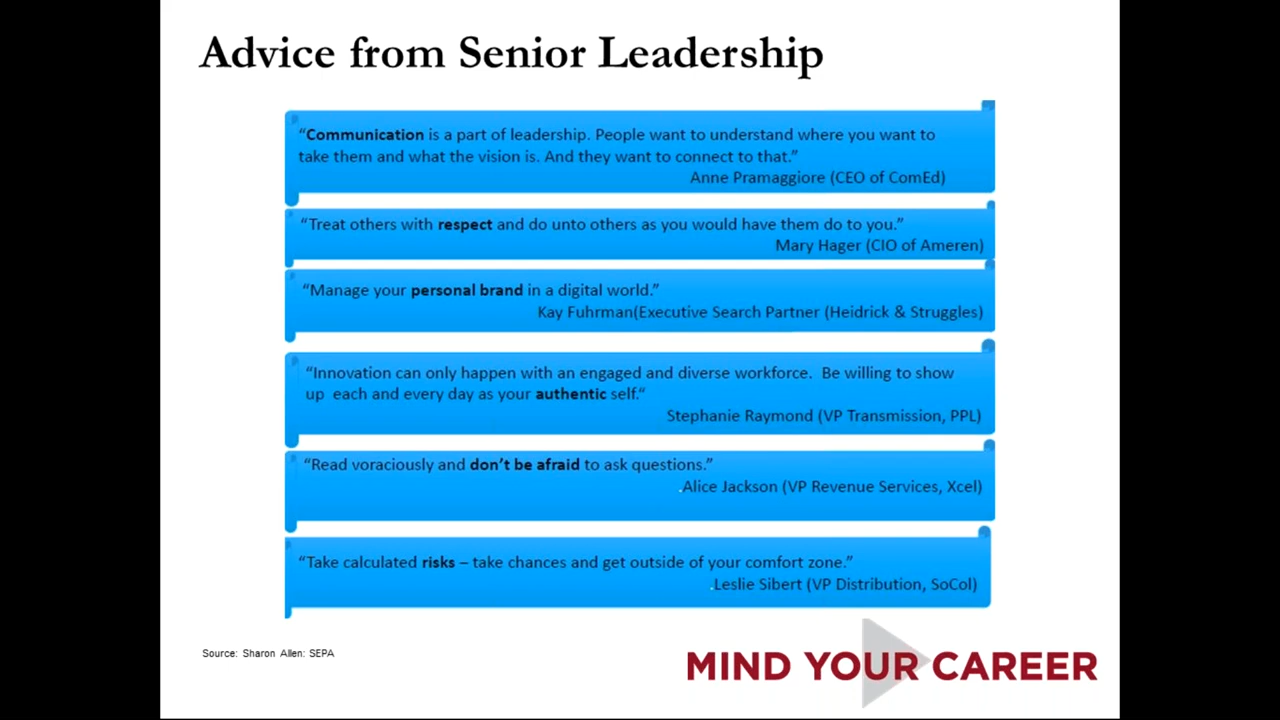 Advice from Senior Leadership
“Communication is a part of leadership. People want to understand where you want to
take them and what the vision is. And they want to connect to that.”
Anne Pramaggiore (CEO of ComEd)
“Treat others with respect and do unto others as you would have them do to you.”
Mary Hager (CIO of Ameren)
“Manage your personal brand in a digital world.”
Kay Fuhrman(Executive Search Partner (Heidrick & Struggles)
“Innovation can only happen with an engaged and diverse workforce.  Be willing to show
up  each and every day as your authentic self.“
Stephanie Raymond (VP Transmission, PPL)
“Read voraciously and don’t be afraid to ask questions.”
.Alice Jackson (VP Revenue Services, Xcel)
“Take calculated risks – take chances and get outside of your comfort zone.”
.Leslie Sibert (VP Distribution, SoCol)
Source: Sharon Allen: SEPA
MIND YOUR CAREER